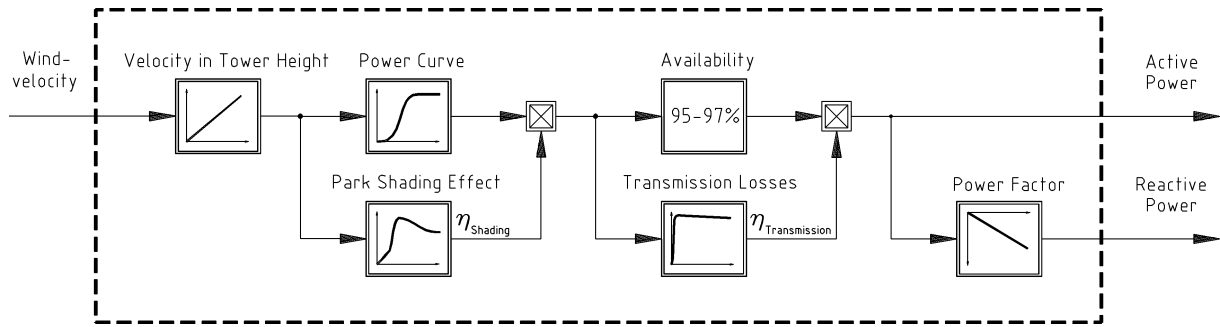 Wind-
velocity
Velocity in Tower Height
Power Curve
Availability
Active
Power
95-97%
Park Shading Effect
Transmission Losses
Power Factor
Reactive
Power
ηShading
ηTransmission